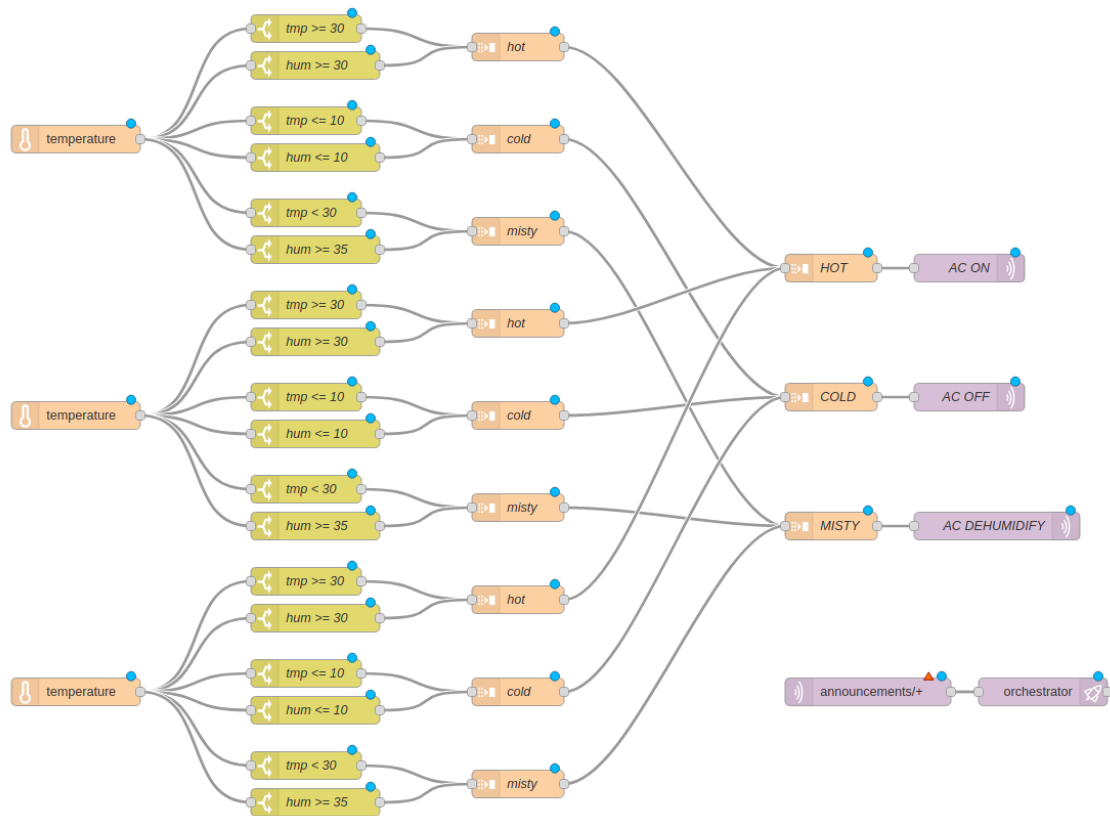 tmp >= 30
hum >= 30
hot
temperature
tmp <= 10
hum <= 10
cold
tmp < 30
hum >= 35
misty
tmp >= 30
hum >= 30
hot
temperature
tmp <= 10
hum <= 10
cold
tmp < 30
hum >= 35
misty
tmp >= 30
hum >= 30
hot
temperature
tmp <= 10
hum <= 10
cold
tmp < 30
hum >= 35
misty
HOT
AC ON
COLD
AC OFF
MISTY
AC DEHUMIDIFY
announcements/+
orchestrator